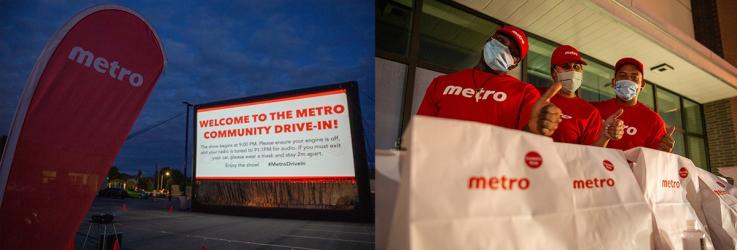 metro
WELCOME TO THE METRO
COMMUNITY DRIVE-IN!
The show begins at 9:00 PM. Please ensure your engine is off,
and your radio is tuned to 91.1FM for audio. If you must exit
your car, please wear a mask and stay 2m apart.
Enjoy the show! #MetroDriveIn
metro
metro
metro
metro
metro